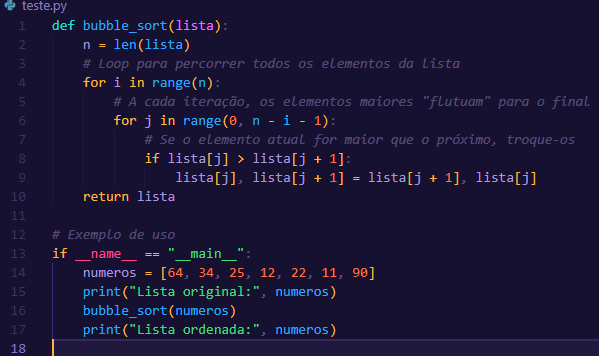 teste.py
1 def bubble_sort(lista):
2     n = len(lista)
3     # Loop para percorrer todos os elementos da lista
4     for i in range(n):
5         # A cada iteração, os elementos maiores "flutuam" para o final
6         for j in range(0, n - i - 1):
7             # Se o elemento atual for maior que o próximo, troque-os
8             if lista[j] > lista[j + 1]:
9                 lista[j], lista[j + 1] = lista[j + 1], lista[j]
10     return lista
11
12 # Exemplo de uso
13 if __name__ == "__main__":
14     numeros = [64, 34, 25, 12, 22, 11, 90]
15     print("Lista original:", numeros)
16     bubble_sort(numeros)
17     print("Lista ordenada:", numeros)
18